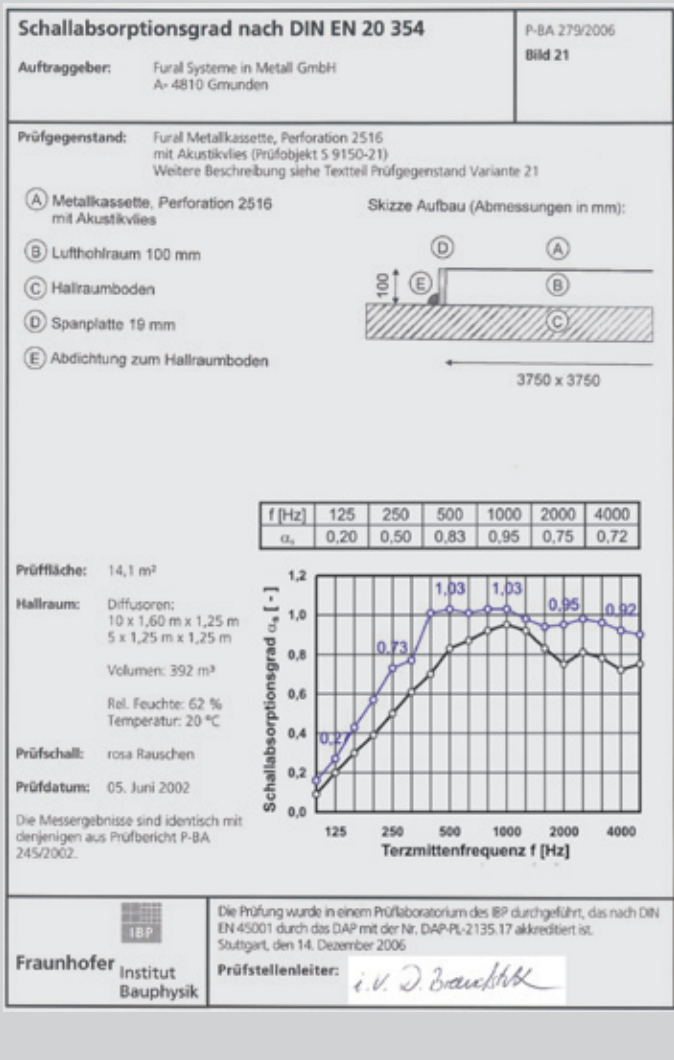 Schallabsorptionsgrad nach DIN EN 20 354
Auftraggeber: Fural Systeme in Metall GmbH
A- 4810 Gmunden
P-BA 279/2006
Bild 21
Prüfgegenstand: Fural Metallkassette, Perforation 2516
mit Akustikvlies (Prüfobjekt S 9150-21)
Weitere Beschreibung siehe Textteil Prüfgegenstand Variante 21
A Metallkassette, Perforation 2516
mit Akustikvlies
B Lufthohlraum 100 mm
C Hallraumboden
D Spanplatte 19 mm
E Abdichtung zum Hallraumboden
Skizze Aufbau (Abmessungen in mm):
D A
100 E B
C
3750 x 3750
f [Hz] 125 250 500 1000 2000 4000
αs 0,20 0,50 0,83 0,95 0,75 0,72
Prüffläche: 14,1 m²
Hallraum: Diffusoren:
10 x 1,60 m x 1,25 m
5 x 1,25 m x 1,25 m
Volumen: 392 m³
Rel. Feuchte: 62 %
Temperatur: 20 °C
Prüfschall: rosa Rauschen
Prüfdatum: 05. Juni 2002
Die Messergebnisse sind identisch mit
denjenigen aus Prüfbericht P-BA
245/2002.
Schallabsorptionsgrad αs [ - ]
1,2
1,0
0,8
0,6
0,4
0,2
0,0
0,27
0,73
1,03
1,03
0,95
0,92
125 250 500 1000 2000 4000
Terzmittenfrequenz f [Hz]
IBP
Fraunhofer Institut
Bauphysik
Die Prüfung wurde in einem Prüflaboratorium des IBP durchgeführt, das nach DIN
EN 45001 durch das DAP mit der Nr. DAP-PL-2135.17 akkreditiert ist.
Stuttgart, den 14. Dezember 2006
Prüfstellenleiter: i.V. D.